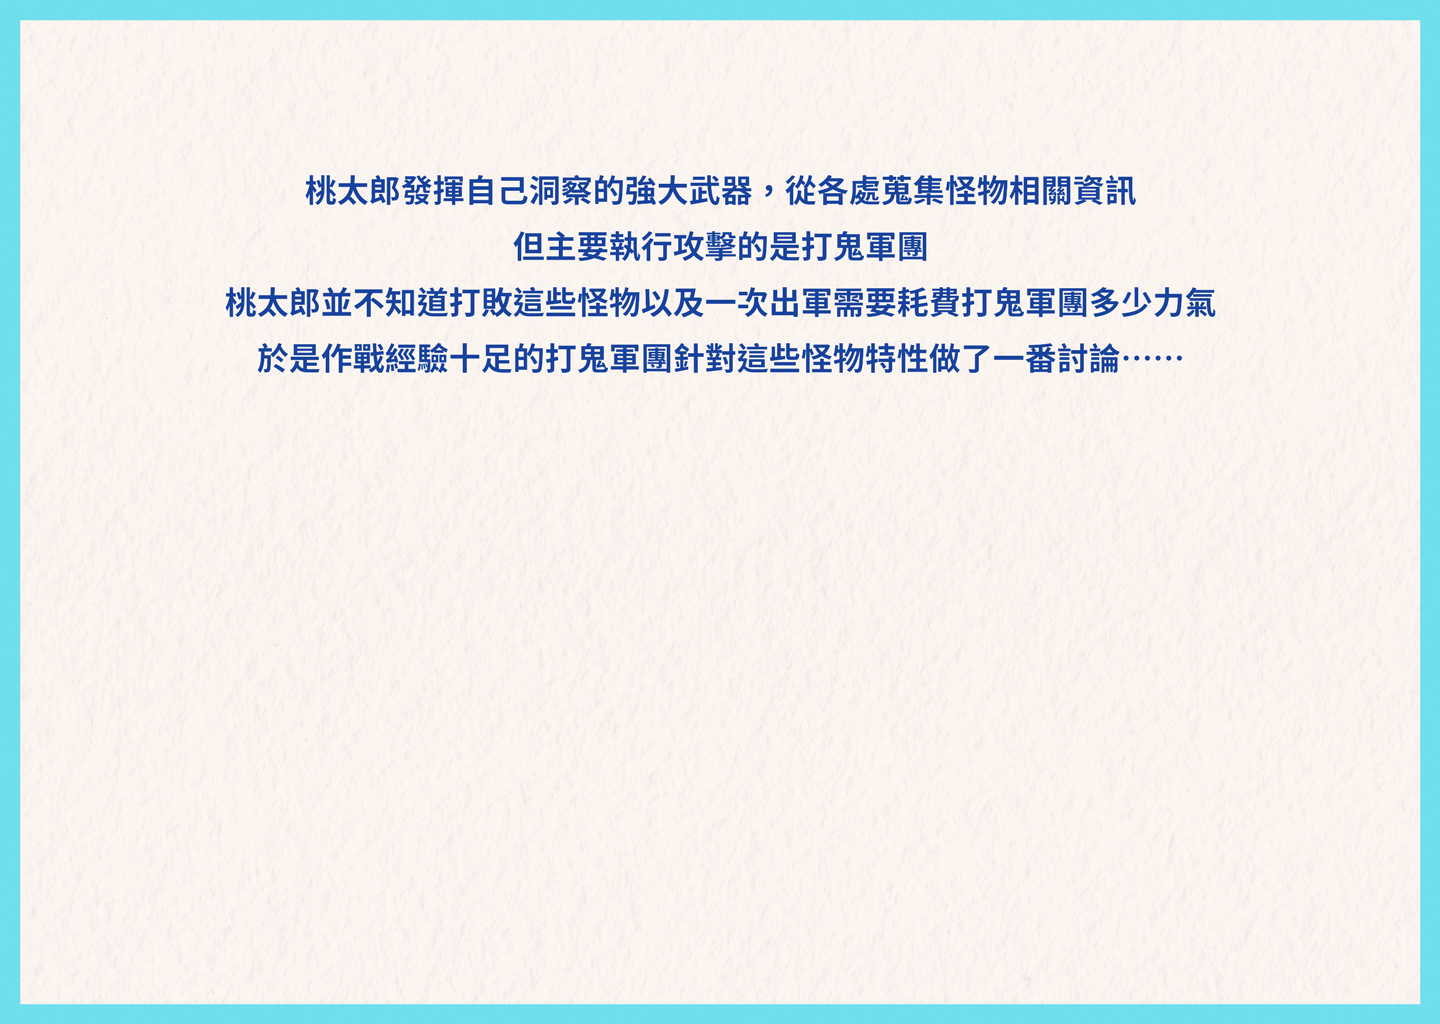 桃太郎發揮自己洞察的強大武器，從各處蒐集怪物相關資訊
但主要執行攻擊的是打鬼軍團
桃太郎並不知道打敗這些怪物以及一次出軍需要耗費打鬼軍團多少力氣
於是作戰經驗十足的打鬼軍團針對這些怪物特性做了一番討論⋯⋯